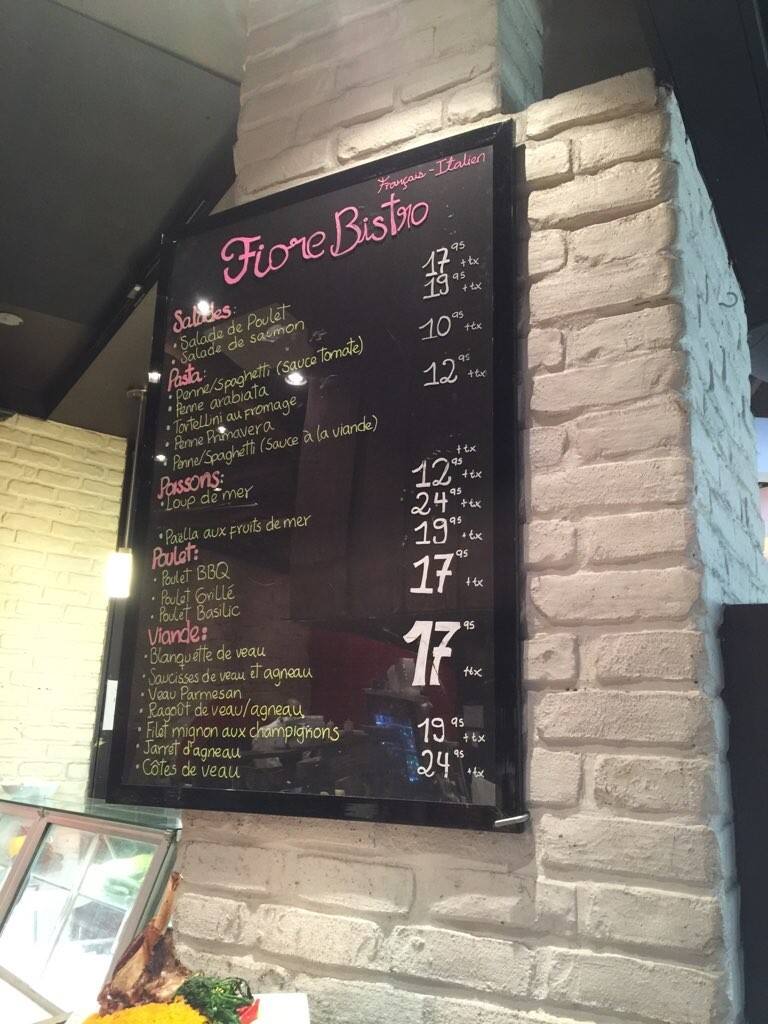 Français - Italien
Fiore Bistro
Salades:
• Salade de Poulet 17 95 +tx
• Salade de saumon 19 95 +tx
Pasta:
• Penne/Spaghetti (sauce Tomate) 10 95 +tx
• Penne arabiata
• Tortellini au fromage 12 95 +tx
• Penne Primavera
• Penne/Spaghetti (Sauce à la viande)
Poissons: +tx
• Loup de mer 12 95 +tx
24 95 +tx
• Paëlla aux fruits de mer 19 95 +tx
Poulet:
• Poulet BBQ 17 95 +tx
• Poulet Grillé
• Poulet Basilic
Viande:
• Blanquette de veau 17 95 +tx
• Saucisses de veau et agneau
• Veau Parmesan
• Ragoût de veau/agneau
• Filet mignon aux champignons 19 95 +tx
• Jarret d'agneau
• Côtes de veau 24 95 +tx